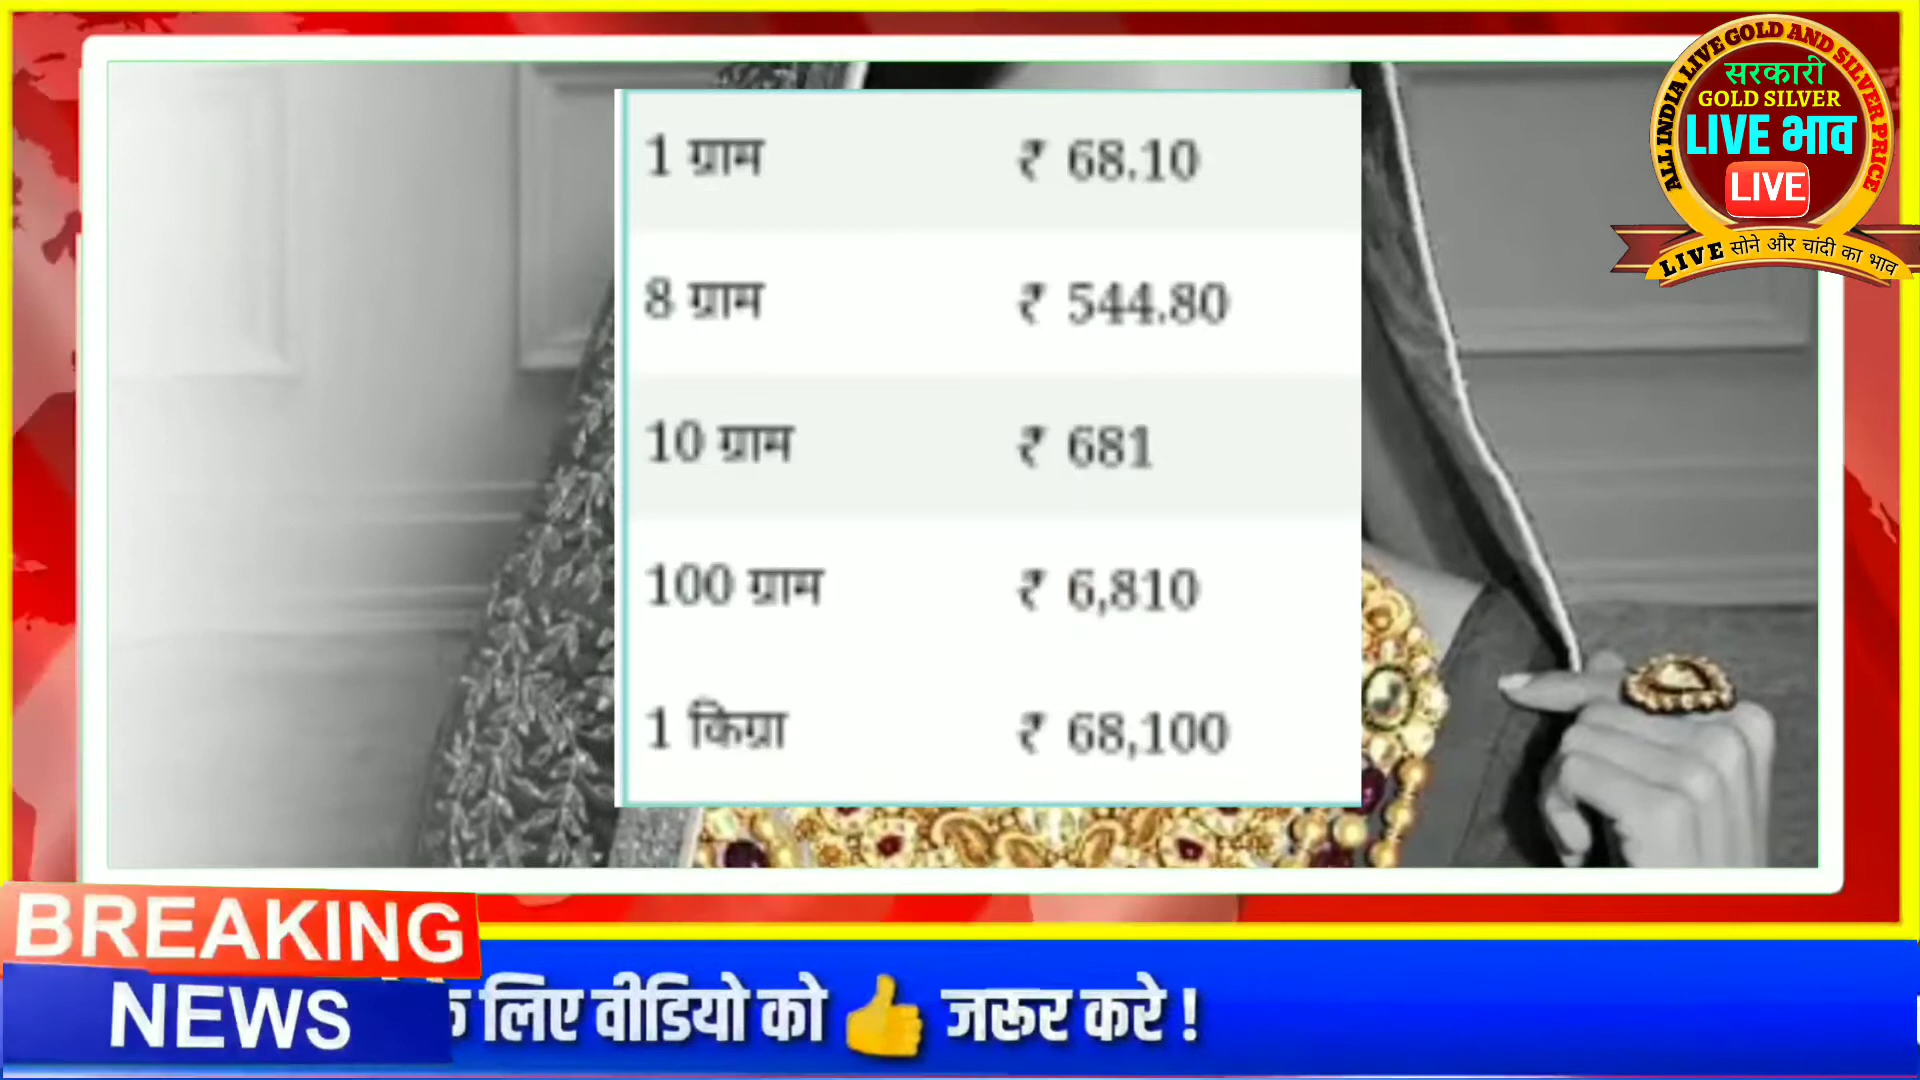 ALL INDIA LIVE GOLD AND SILVER PRICE
सरकारी
GOLD SILVER
LIVE भाव
LIVE
LIVE सोने और चांदी का भाव
1 ग्राम ₹ 68.10
8 ग्राम ₹ 544.80
10 ग्राम ₹ 681
100 ग्राम ₹ 6,810
1 किग्रा ₹ 68,100
BREAKING
NEWS
लिए वीडियो को 👍 जरूर करे !